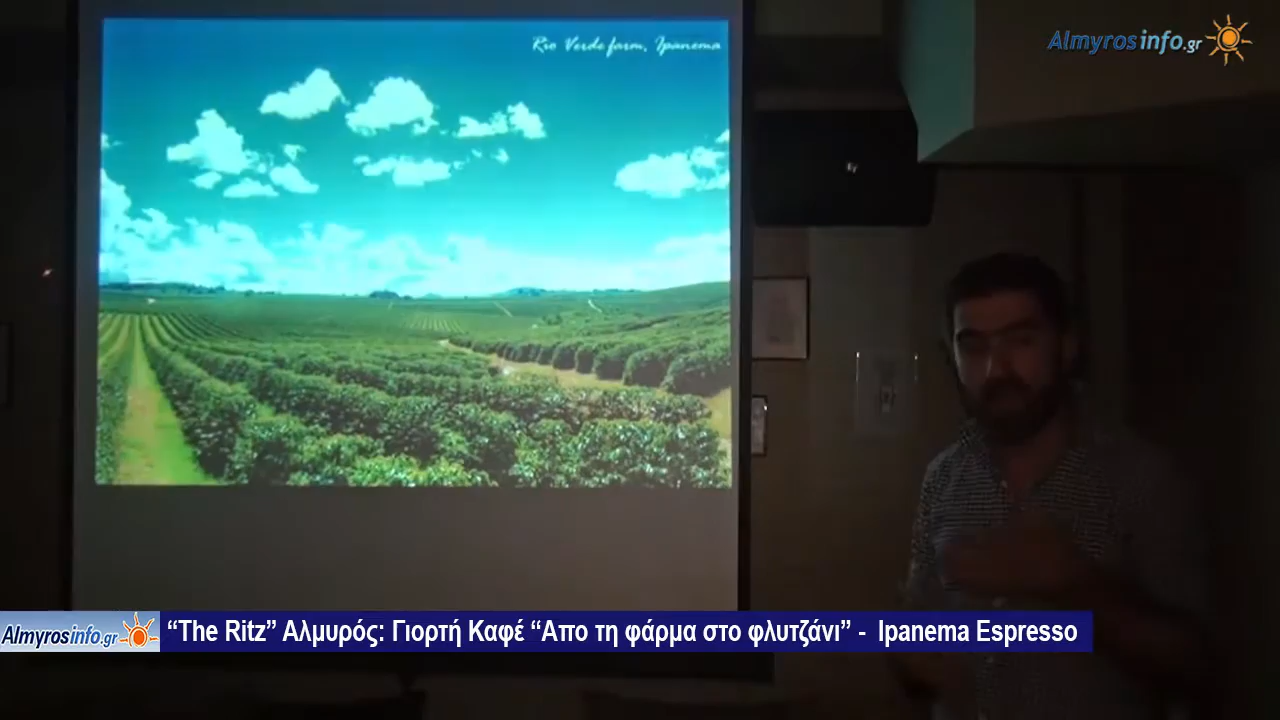 Rio Verde farm, Ipanema
Almyrosinfo.gr
Almyrosinfo.gr
“The Ritz” Αλμυρός: Γιορτή Καφέ “Απο τη φάρμα στο φλυτζάνι” - Ipanema Espresso